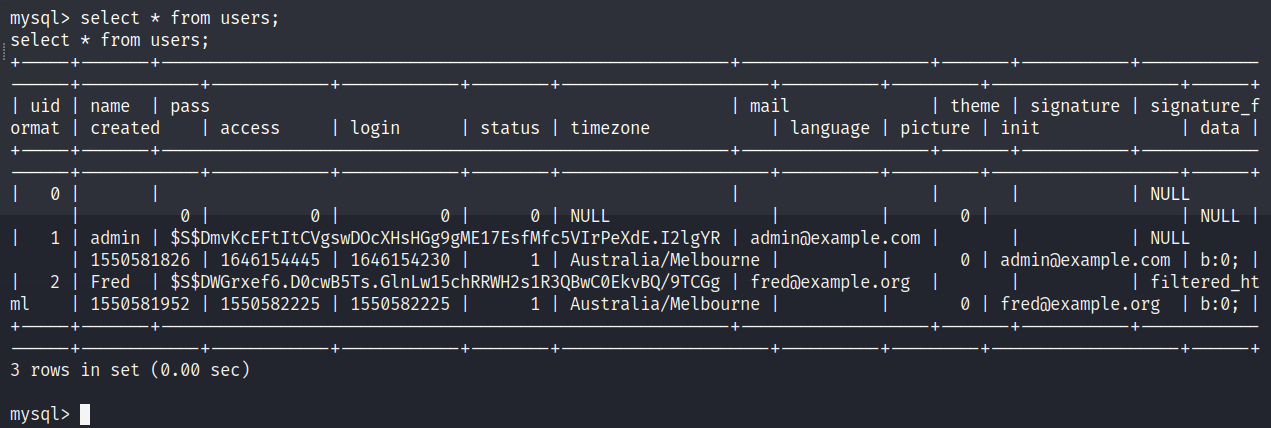 mysql> select * from users;
select * from users;
+-----+-------+---------------------------------------------------------+-------------------+-------+-----------+------------
------+------------+------------+------------+--------+---------------------+----------+---------+-------------------+------+
| uid | name  | pass                                                    | mail              | theme | signature | signature_f
ormat | created    | access     | login      | status | timezone            | language | picture | init              | data |
+-----+-------+---------------------------------------------------------+-------------------+-------+-----------+------------
------+------------+------------+------------+--------+---------------------+----------+---------+-------------------+------+
|   0 |       |                                                         |                   |       |           | NULL
      |          0 |          0 |          0 |      0 | NULL                |          |       0 |                   | NULL |
|   1 | admin | $S$DmvKcEFtItCVgswDOcXHsHGg9gME17EsfMfc5VIrPeXdE.I2lgYR | admin@example.com |       |           | NULL
      | 1550581826 | 1646154445 | 1646154230 |      1 | Australia/Melbourne |          |       0 | admin@example.com | b:0; |
|   2 | Fred  | $S$DWGrxef6.D0cwB5Ts.GlnLw15chRRWH2s1R3QBwC0EkvBQ/9TCGg | fred@example.org  |       |           | filtered_ht
ml    | 1550581952 | 1550582225 | 1550582225 |      1 | Australia/Melbourne |          |       0 | fred@example.org  | b:0; |
+-----+-------+---------------------------------------------------------+-------------------+-------+-----------+------------
------+------------+------------+------------+--------+---------------------+----------+---------+-------------------+------+
3 rows in set (0.00 sec)
mysql>